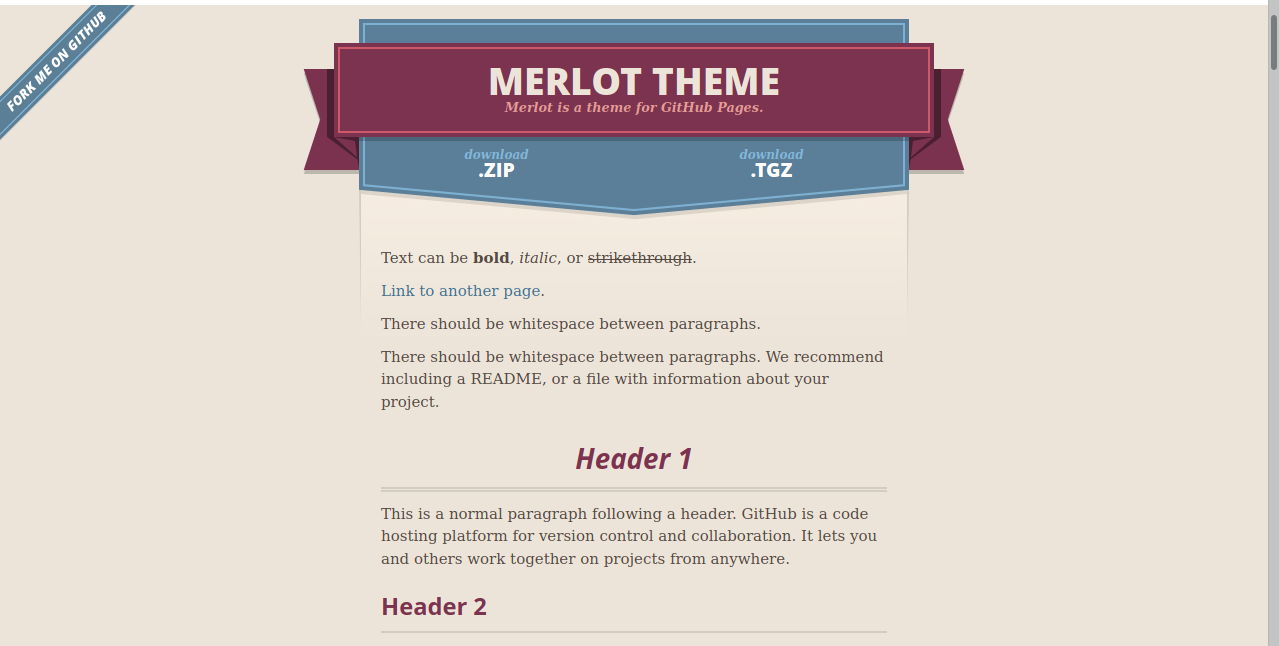 FORK ME ON GITHUB
MERLOT THEME
Merlot is a theme for GitHub Pages.
download
.ZIP
download
.TGZ
Text can be bold, italic, or strikethrough.
Link to another page.
There should be whitespace between paragraphs.
There should be whitespace between paragraphs. We recommend
including a README, or a file with information about your
project.
Header 1
This is a normal paragraph following a header. GitHub is a code
hosting platform for version control and collaboration. It lets you
and others work together on projects from anywhere.
Header 2